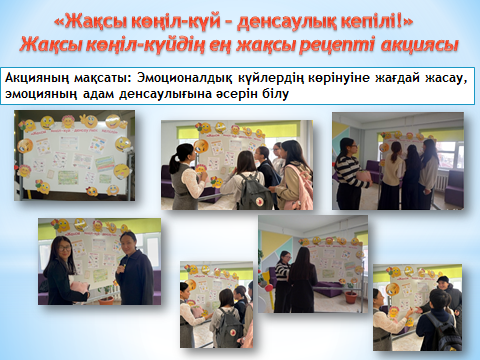 «Жақсы көңіл-күй – денсаулық кепілі!»
Жақсы көңіл-күйдің ең жақсы рецепті акциясы
Акцияның мақсаты: Эмоционалдық күйлердің көрінуіне жағдай жасау,
эмоцияның адам денсаулығына әсерін білу